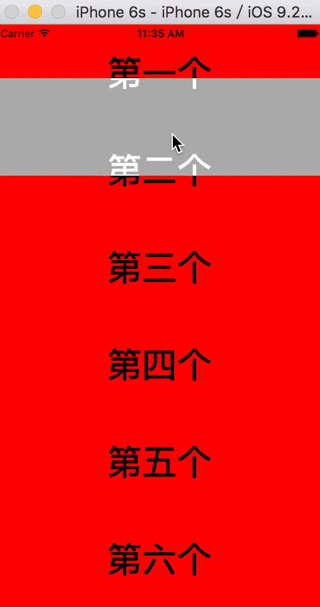 iPhone 6s - iPhone 6s / iOS 9.2...
Carrier 11:35 AM
第一个
第二个
第三个
第四个
第五个
第六个